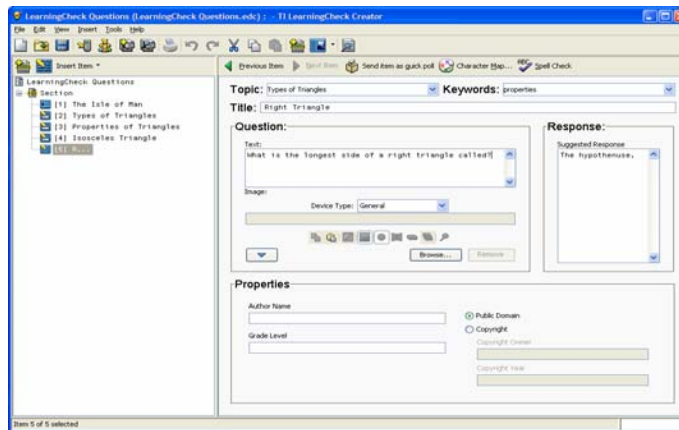 LearningCheck Questions (LearningCheck Questions.edc) : - TI LearningCheck Creator
File Edit View Insert Tools Help
Insert Item
Previous Item Next Item Send item as quick poll Character Map... Spell Check
LearningCheck Questions
Section
[1] The Isle of Man
[2] Types of Triangles
[3] Properties of Triangles
[4] Isosceles Triangle
[5] R...
Topic: Types of Triangles Keywords: properties
Title: Right Triangle
Question:
Text:
What is the longest side of a right triangle called?
Image:
Device Type: General
Browse... Remove
Response:
Suggested Response
The hypothenuse.
Properties
Author Name
Grade Level
Public Domain
Copyright
Copyright Owner
Copyright Year
Item 5 of 5 selected